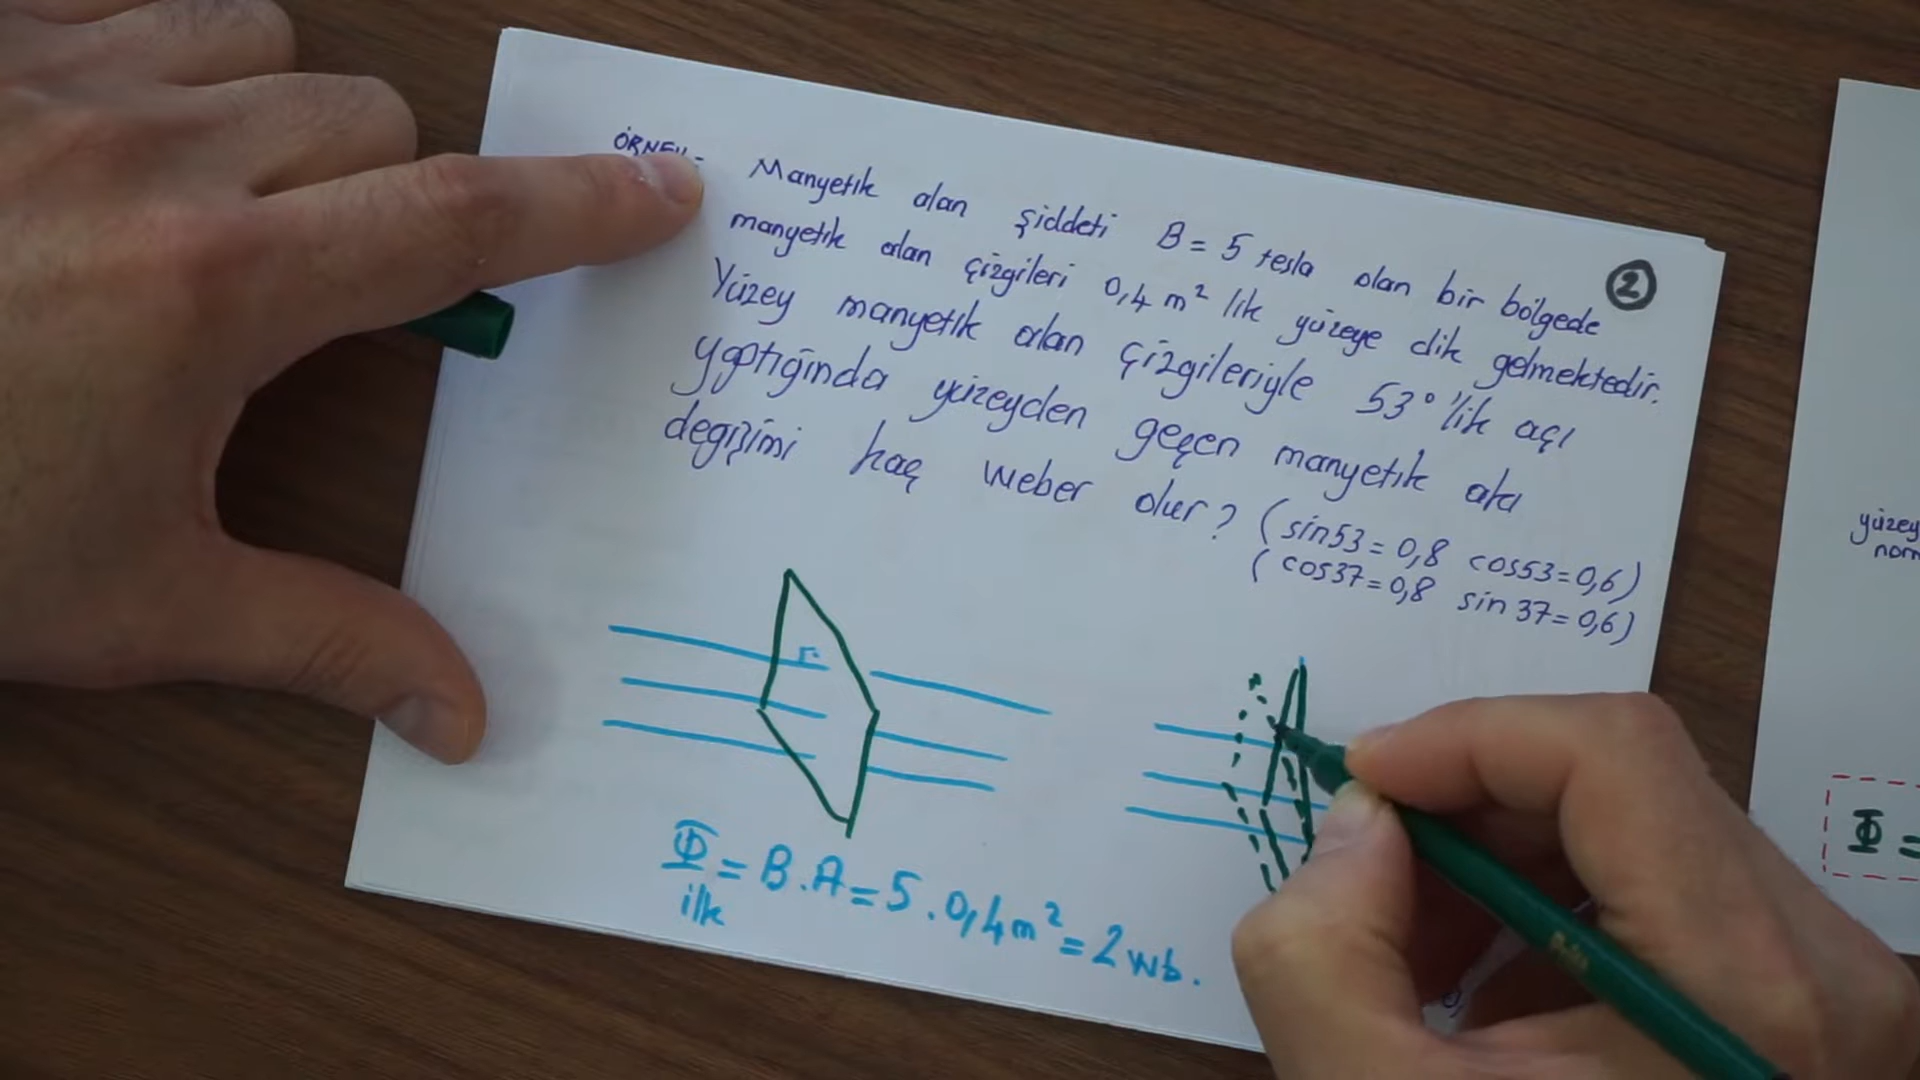 Manyetik alan şiddeti B = 5 tesla olan bir bölgede
manyetik alan çizgileri 0,4 m² lik yüzeye dik gelmektedir.
Yüzey manyetik alan çizgileriyle 53° 'lik açı
yaptığında yüzeyden geçen manyetik akı
değişimi haç weber olur? (sin53 = 0,8 cos53=0,6)
(cos37=0,8 sin 37=0,6)
2
Φ ilk = B.A = 5.0,4m² = 2 wb.
yüzey
Φ =